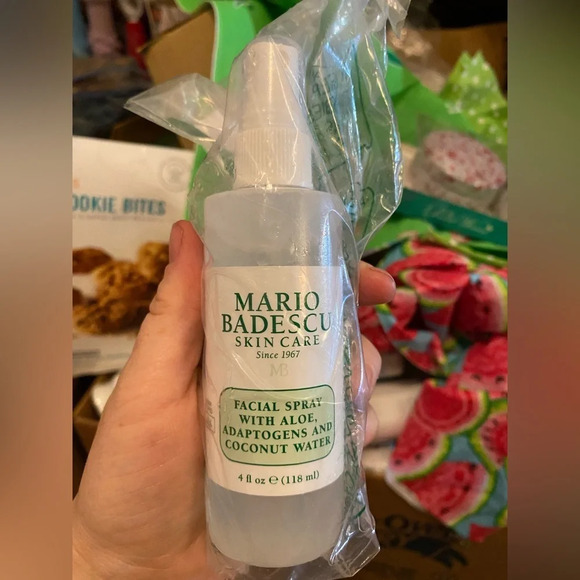 OOKIE BITES
MARIO
BADESCU
SKIN CARE
Since 1967
MB
FACIAL SPRAY
WITH ALOE,
ADAPTOGENS AND
COCONUT WATER
4 fl oz ℮ (118 ml)